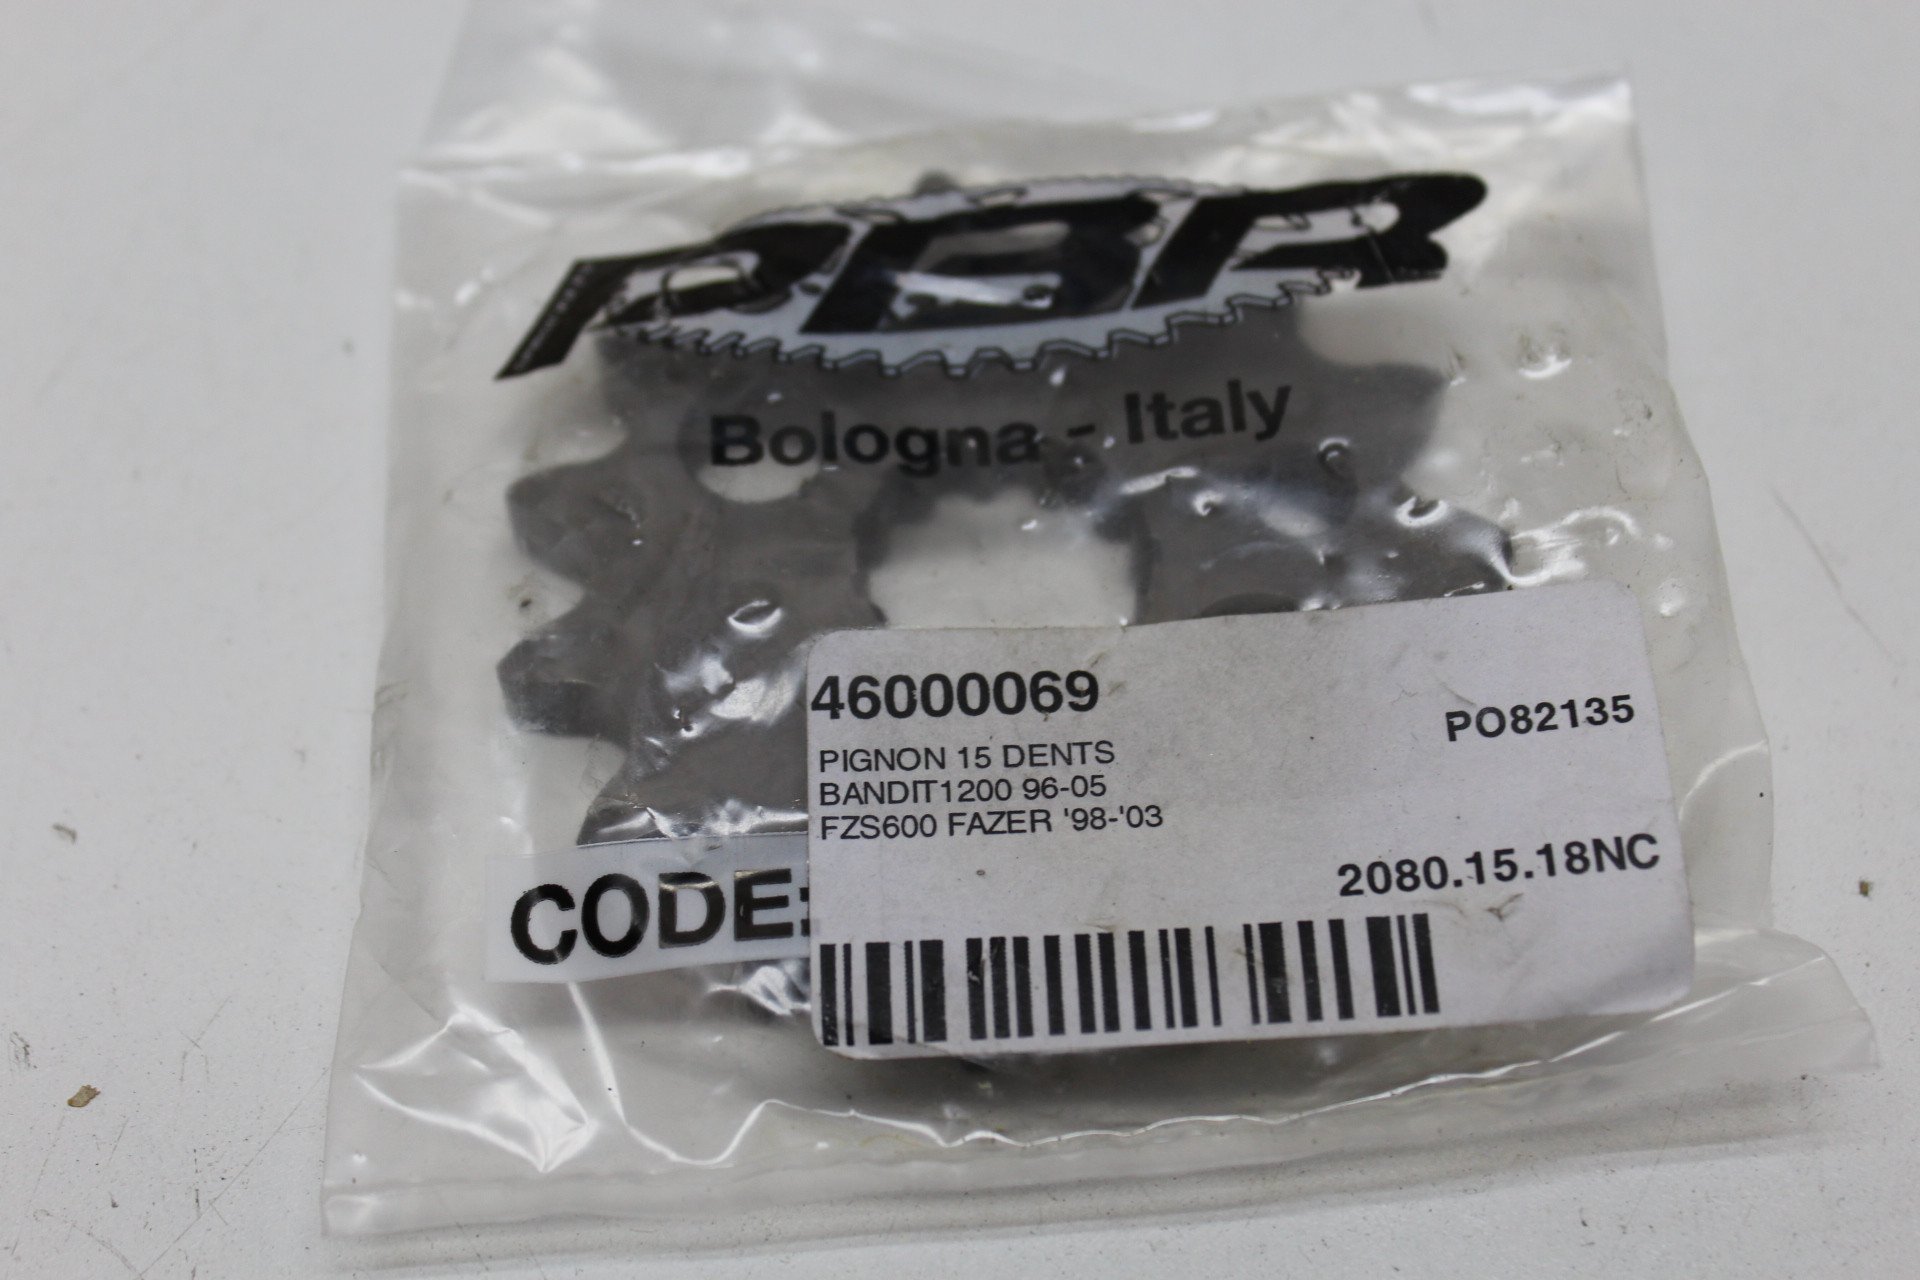 PBR
Bologna - Italy
46000069
PO82135
PIGNON 15 DENTS
BANDIT1200 96-05
FZS600 FAZER '98-'03
2080.15.18NC
CODE: